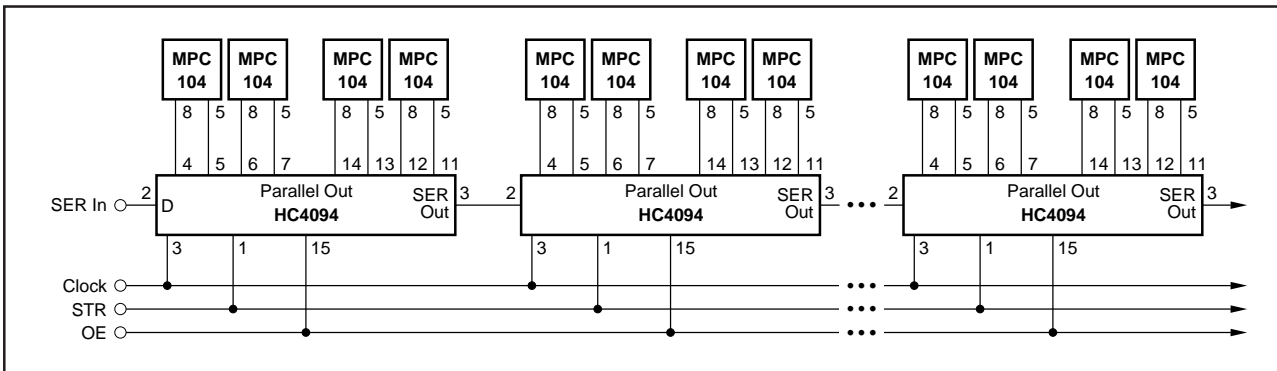 MPC 104 MPC 104 MPC 104 MPC 104 MPC 104 MPC 104 MPC 104 MPC 104 MPC 104 MPC 104 MPC 104 MPC 104
8 5 8 5 8 5 8 5 8 5 8 5 8 5 8 5 8 5 8 5 8 5 8 5
4 5 6 7 14 13 12 11 4 5 6 7 14 13 12 11 4 5 6 7 14 13 12 11
SER In 2 D Parallel Out HC4094 SER Out 3 2 Parallel Out HC4094 SER Out 3 ••• 2 Parallel Out HC4094 SER Out 3
3 1 15 3 1 15 3 1 15
Clock •••
STR •••
OE •••